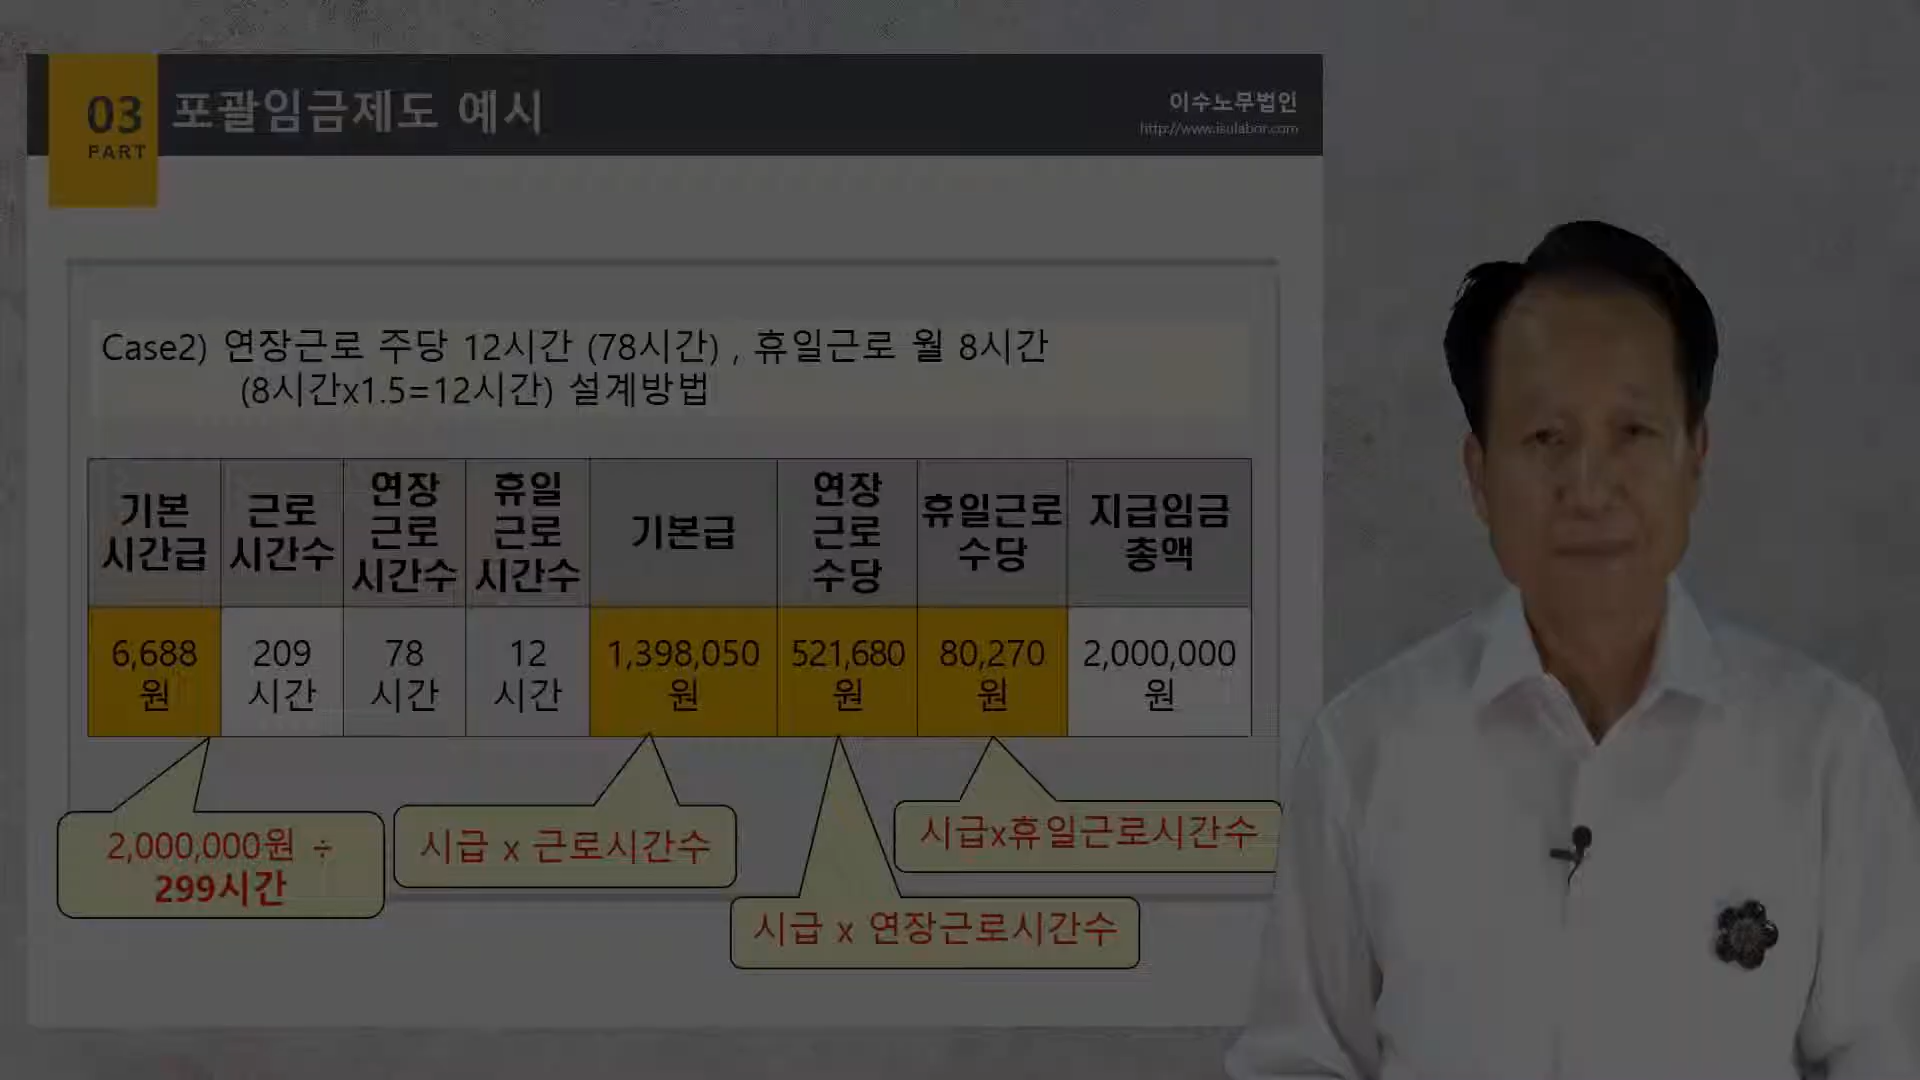 03
PART
포괄임금제도 예시
이수노무법인
http://www.isulabor.com
Case2) 연장근로 주당 12시간 (78시간) , 휴일근로 월 8시간
(8시간x1.5=12시간) 설계방법
기본
시간급
근로
시간수
연장
근로
시간수
휴일
근로
시간수
기본급
연장
근로
수당
휴일근로
수당
지급임금
총액
6,688
원
209
시간
78
시간
12
시간
1,398,050
원
521,680
원
80,270
원
2,000,000
원
2,000,000원 ÷
299시간
시급 x 근로시간수
시급 x 연장근로시간수
시급x휴일근로시간수